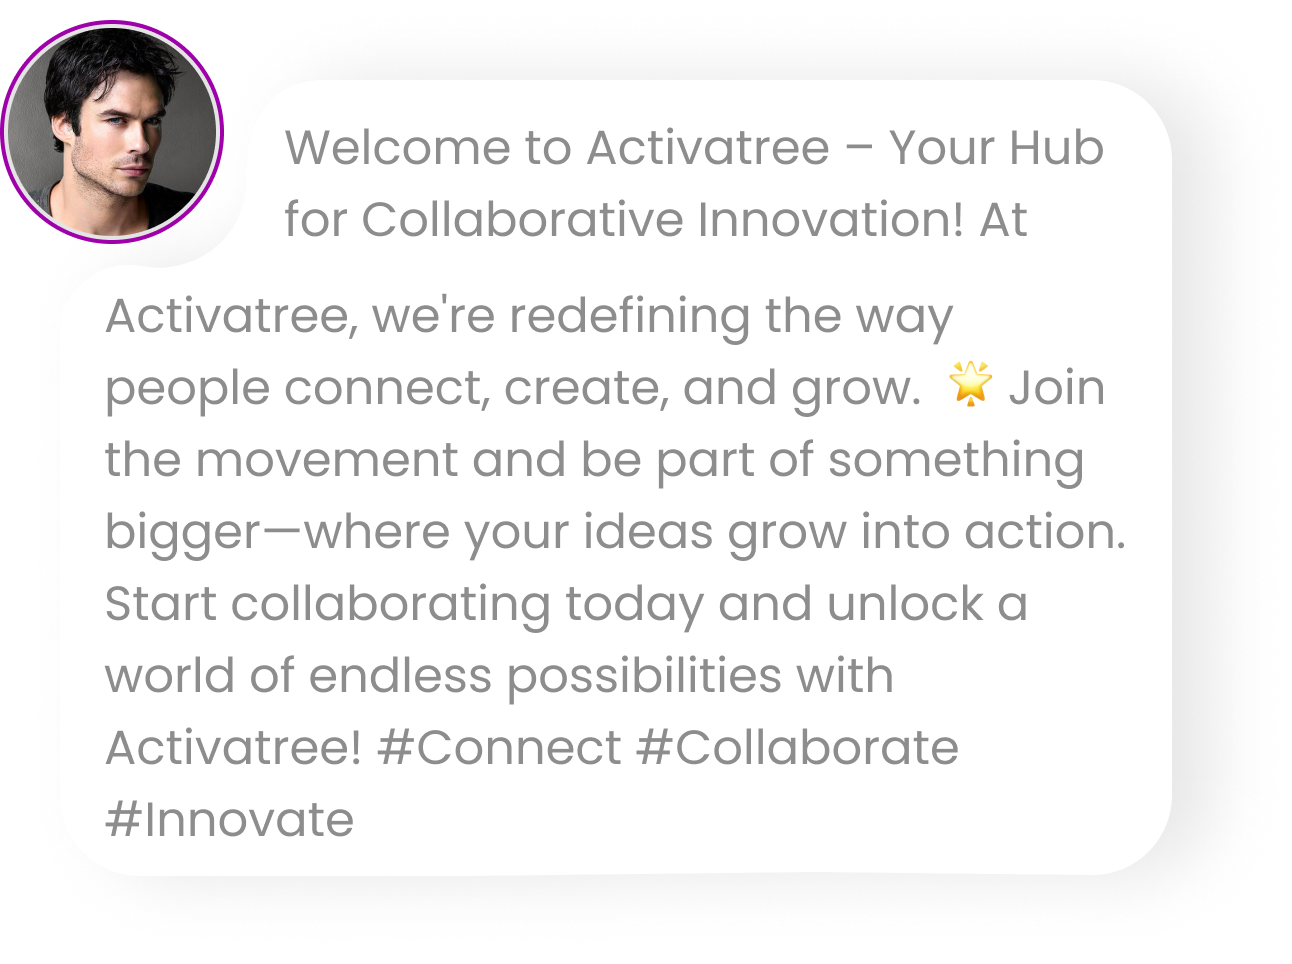 Welcome to Activatree – Your Hub
for Collaborative Innovation! At
Activatree, we're redefining the way
people connect, create, and grow. 🌟 Join
the movement and be part of something
bigger—where your ideas grow into action.
Start collaborating today and unlock a
world of endless possibilities with
Activatree! #Connect #Collaborate
#Innovate